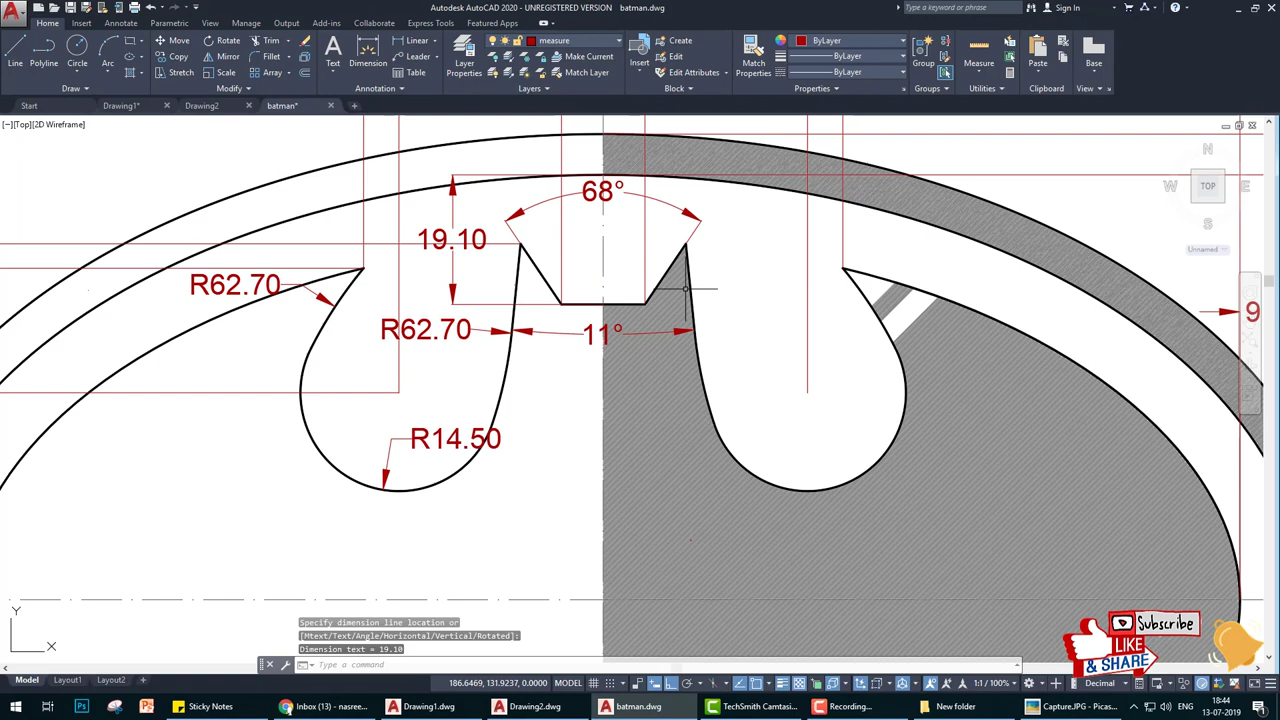 Autodesk AutoCAD 2020 - UNREGISTERED VERSION batman.dwg
Type a keyword or phrase
Sign In
Home Insert Annotate Parametric View Manage Output Add-ins Collaborate Express Tools Featured Apps
Line Polyline Circle Arc
Move Rotate Trim
Copy Mirror Fillet
Stretch Scale Array
Text Dimension
Linear
Leader
Table
Layer Properties
measure
Make Current
Match Layer
Insert
Create
Edit
Edit Attributes
Match Properties
ByLayer
ByLayer
ByLayer
Group
Measure
Paste
Base
Draw Modify Annotation Layers Block Properties Groups Utilities Clipboard View
Start Drawing1* Drawing2 batman*
[–][Top][2D Wireframe]
N
W TOP E
S
Unnamed
68°
19.10
R62.70
R62.70
11°
9
R14.50
Y
X
Specify dimension line location or
[Mtext/Text/Angle/Horizontal/Vertical/Rotated]:
Dimension text = 19.10
Type a command
Subscribe
LIKE
& SHARE
Model Layout1 Layout2
186.6469, 131.9237, 0.0000 MODEL
1:1 / 100%
Decimal
Sticky Notes
Inbox (13) - nasree...
Drawing1.dwg
Drawing2.dwg
batman.dwg
TechSmith Camtasi...
Recording...
New folder
Capture.JPG - Picas...
18:44
13-07-2019